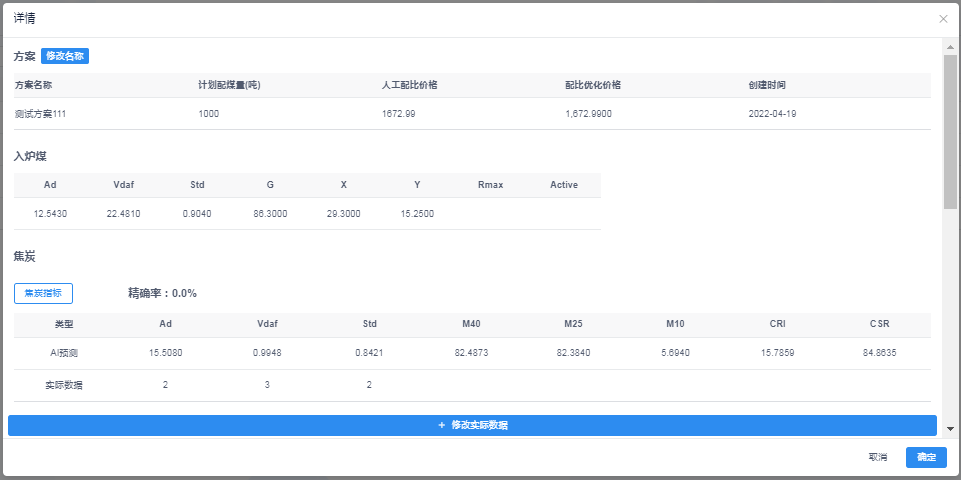 详情
方案 修改名称
方案名称 计划配煤量(吨) 人工配比价格 配比优化价格 创建时间
测试方案111 1000 1672.99 1,672.9900 2022-04-19
入炉煤
Ad Vdaf Std G X Y Rmax Active
12.5430 22.4810 0.9040 86.3000 29.3000 15.2500
焦炭
焦炭指标 精确率：0.0%
类型 Ad Vdaf Std M40 M25 M10 CRI CSR
AI预测 15.5080 0.9948 0.8421 82.4873 82.3840 5.6940 15.7859 84.8635
实际数据 2 3 2
+ 修改实际数据
取消 确定